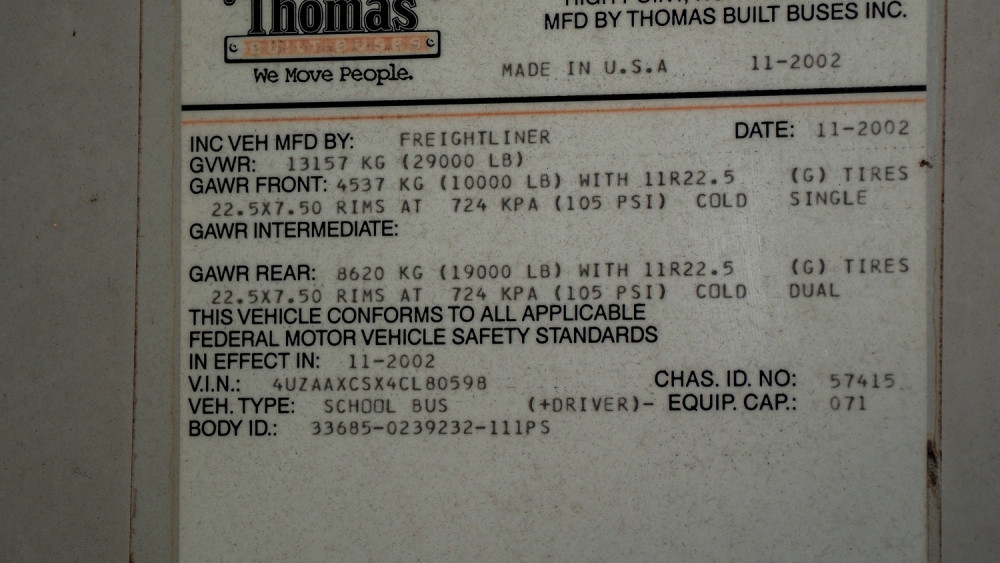 Thomas
BUILT BUSES
We Move People.
MFD BY THOMAS BUILT BUSES INC.
MADE IN U.S.A 11-2002
INC VEH MFD BY: FREIGHTLINER DATE: 11-2002
GVWR: 13157 KG (29000 LB)
GAWR FRONT: 4537 KG (10000 LB) WITH 11R22.5 (G) TIRES
22.5X7.50 RIMS AT 724 KPA (105 PSI) COLD SINGLE
GAWR INTERMEDIATE:
GAWR REAR: 8620 KG (19000 LB) WITH 11R22.5 (G) TIRES
22.5X7.50 RIMS AT 724 KPA (105 PSI) COLD DUAL
THIS VEHICLE CONFORMS TO ALL APPLICABLE
FEDERAL MOTOR VEHICLE SAFETY STANDARDS
IN EFFECT IN: 11-2002
V.I.N.: 4UZAAXCSX4CL80598 CHAS. ID. NO: 57415
VEH. TYPE: SCHOOL BUS (+DRIVER)- EQUIP. CAP.: 071
BODY ID.: 33685-0239232-111PS